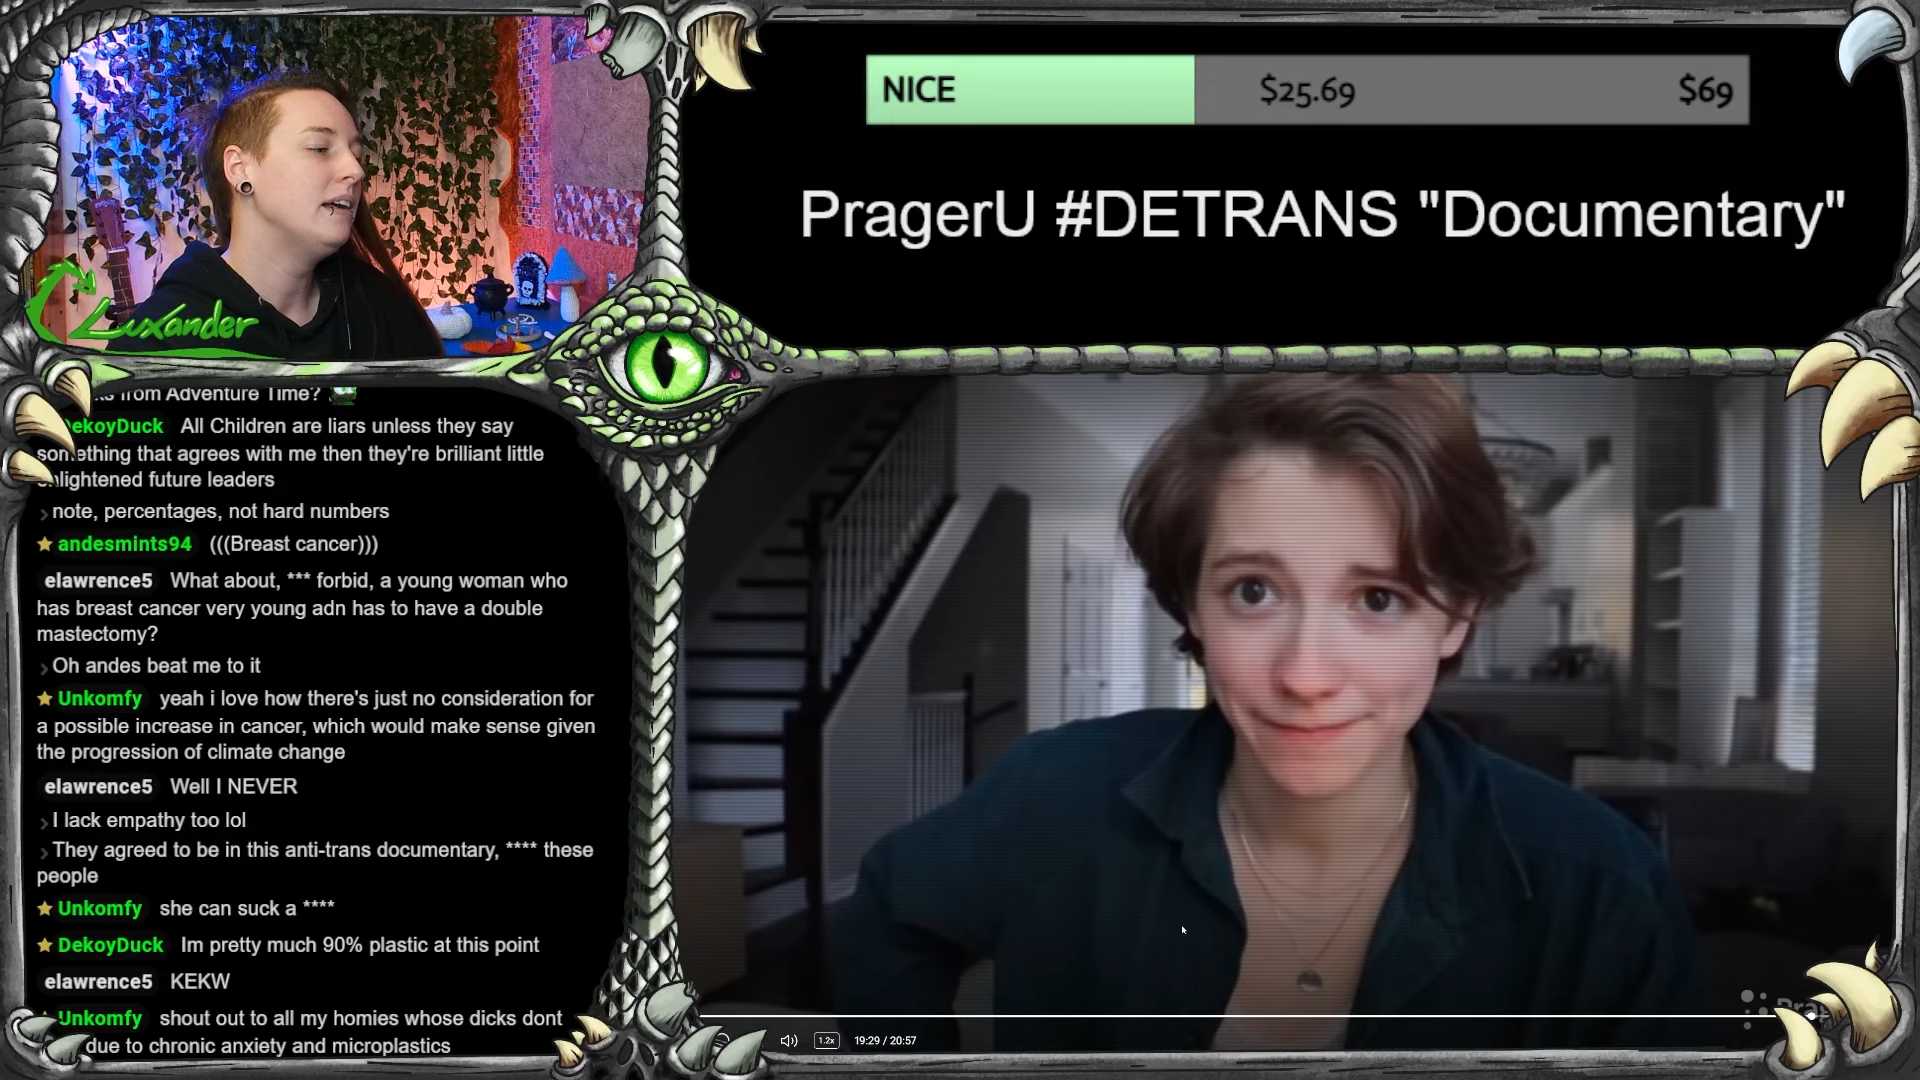 NICE $25.69 $69
PragerU #DETRANS "Documentary"
Luxander
from Adventure Time?
DekoyDuck All Children are liars unless they say
something that agrees with me then they're brilliant little
enlightened future leaders
note, percentages, not hard numbers
andesmints94 (((Breast cancer)))
elawrence5 What about, *** forbid, a young woman who
has breast cancer very young adn has to have a double
mastectomy?
Oh andes beat me to it
Unkomfy yeah i love how there's just no consideration for
a possible increase in cancer, which would make sense given
the progression of climate change
elawrence5 Well I NEVER
I lack empathy too lol
They agreed to be in this anti-trans documentary, **** these
people
Unkomfy she can suck a ****
DekoyDuck Im pretty much 90% plastic at this point
elawrence5 KEKW
Unkomfy shout out to all my homies whose dicks dont
due to chronic anxiety and microplastics
1.2x 19:29 / 20:57